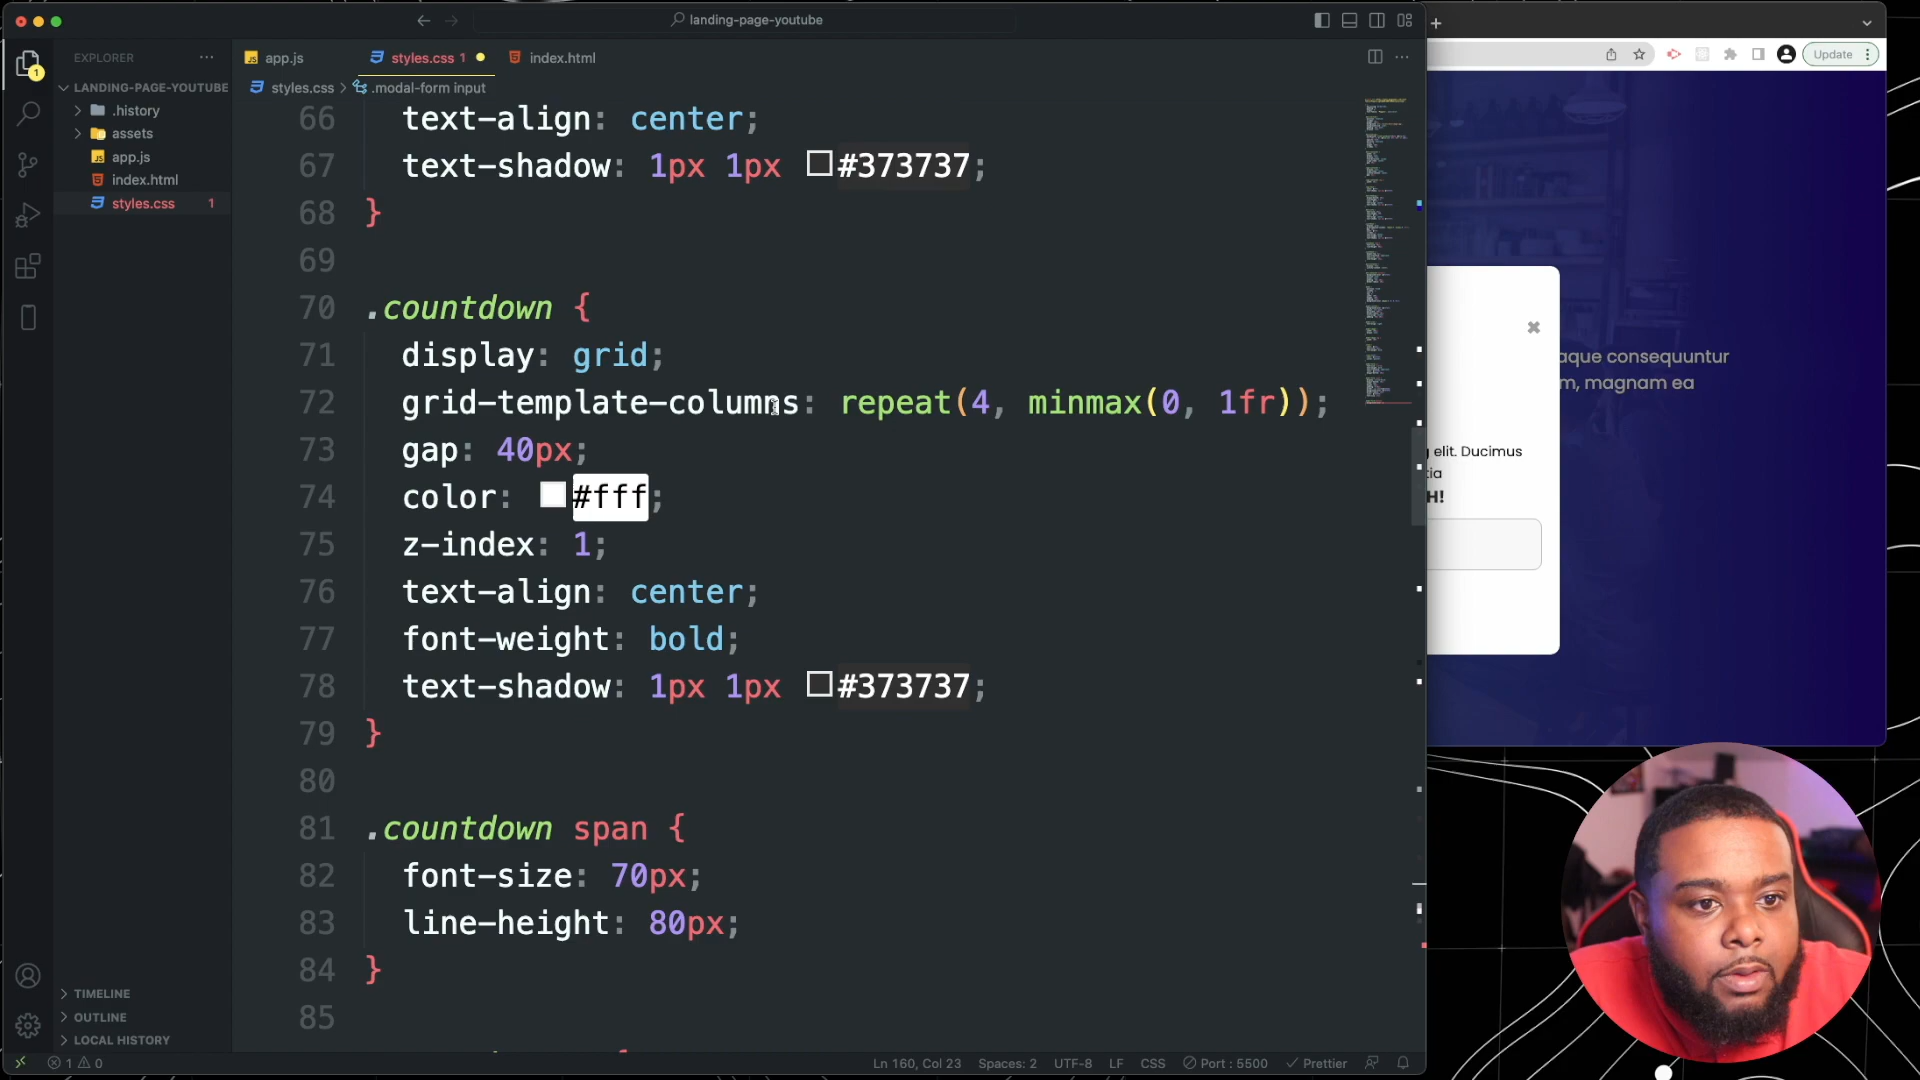 landing-page-youtube
EXPLORER
app.js
styles.css 1
index.html
Update
LANDING-PAGE-YOUTUBE
styles.css > .modal-form input
.history
assets
app.js
index.html
styles.css 1
1
66 text-align: center;
67 text-shadow: 1px 1px #373737;
68 }
69
70 .countdown {
71 display: grid;
72 grid-template-columns: repeat(4, minmax(0, 1fr));
73 gap: 40px;
74 color: #fff;
75 z-index: 1;
76 text-align: center;
77 font-weight: bold;
78 text-shadow: 1px 1px #373737;
79 }
80
81 .countdown span {
82 font-size: 70px;
83 line-height: 80px;
84 }
85
aque consequuntur
m, magnam ea
elit. Ducimus
tia
H!
TIMELINE
OUTLINE
LOCAL HISTORY
1 0
Ln 160, Col 23
Spaces: 2
UTF-8
LF
CSS
Port : 5500
Prettier